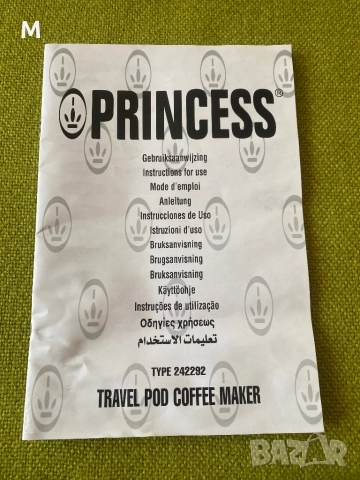 M
PRINCESS®
Gebruiksaanwijzing
Instructions for use
Mode d'emploi
Anleitung
Instrucciones de Uso
Istruzioni d'uso
Bruksanvisning
Brugsanvisning
Bruksanvisning
Käyttöohje
Instruções de utilização
Οδηγίες χρήσεως
تعليمات الاستخدام
TYPE 242292
TRAVEL POD COFFEE MAKER
BAZAR